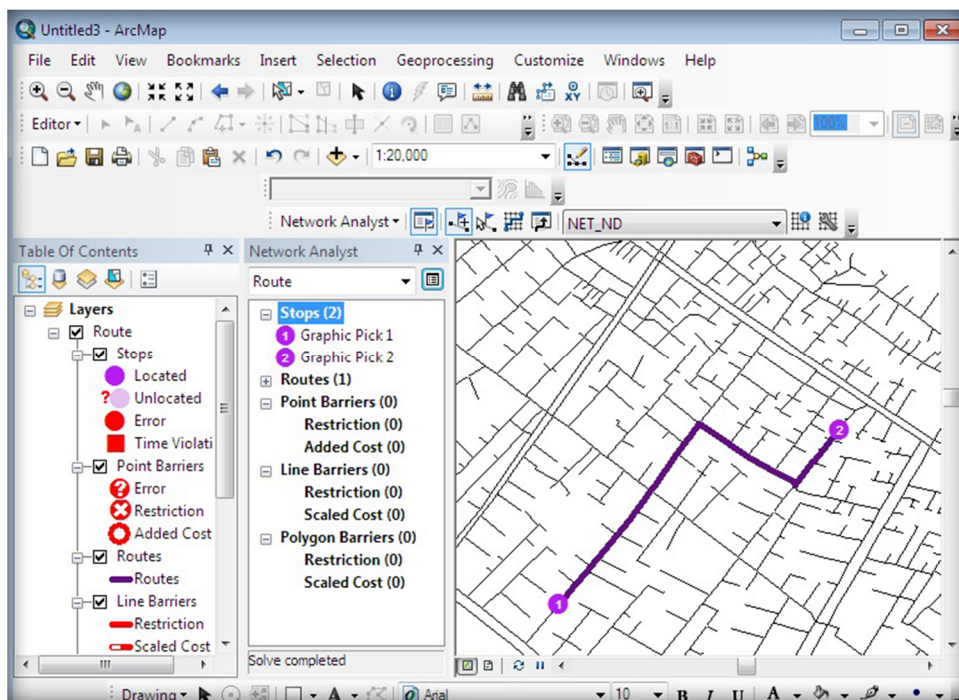 Untitled3 - ArcMap
File Edit View Bookmarks Insert Selection Geoprocessing Customize Windows Help
Editor 100%
1:20,000
Network Analyst NET_ND
Table Of Contents
Layers
Route
Stops
Located
? Unlocated
Error
Time Violati
Point Barriers
? Error
Restriction
Added Cost
Routes
Routes
Line Barriers
Restriction
Scaled Cost
Network Analyst
Route
Stops (2)
1 Graphic Pick 1
2 Graphic Pick 2
Routes (1)
Point Barriers (0)
Restriction (0)
Added Cost (0)
Line Barriers (0)
Restriction (0)
Scaled Cost (0)
Polygon Barriers (0)
Restriction (0)
Scaled Cost (0)
Solve completed
2
1
Drawing A Arial 10 B I U A